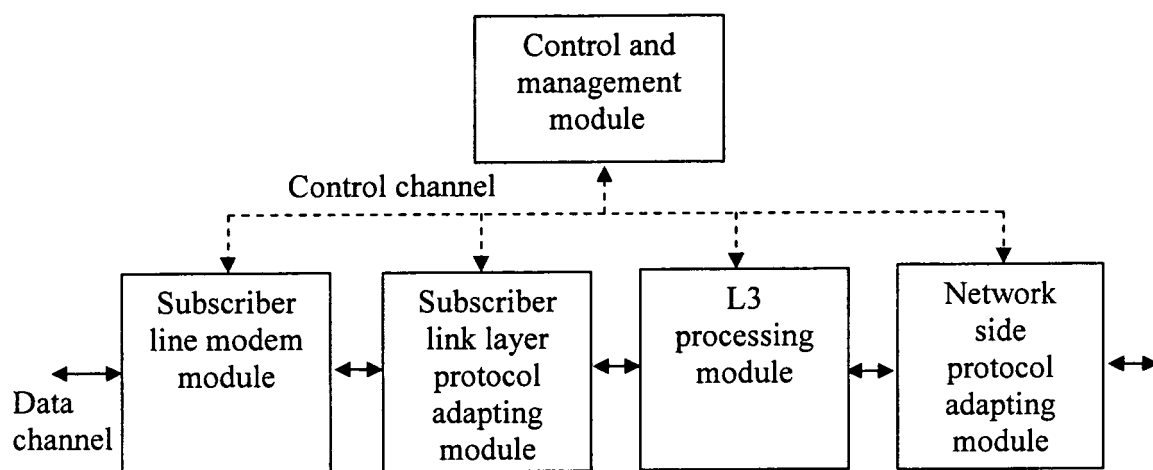 Control and
management
module
Control channel
Subscriber
line modem
module
Subscriber
link layer
protocol
adapting
module
L3
processing
module
Network
side
protocol
adapting
module
Data
channel